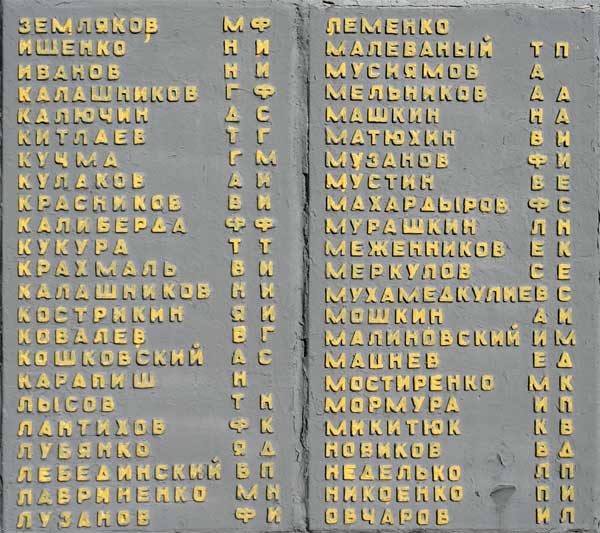 ЗЕМЛЯКОВ М Ф
ИЩЕНКО Н И
ИВАНОВ Н И
КАЛАШНИКОВ Г Ф
КАЛЮЧИН Д С
КИТЛАЕВ Т Г
КУЧМА Г М
КУЛАКОВ А И
КРАСНИКОВ В И
КАЛИБЕРДА Ф Ф
КУКУРА Т Т
КРАХМАЛЬ В И
КАЛАШНИКОВ Н Н
КОСТРИКИН Я И
КОВАЛЕВ В Г
КОШКОВСКИЙ А С
КАРАПИШ Н
ЛЫСОВ Т Н
ЛАНТИХОВ Ф К
ЛУБЯНКО Я Д
ЛЕБЕДИНСКИЙ В П
ЛАВРИНЕНКО М Н
ЛУЗАНОВ Ф И
ЛЕМЕНКО
МАЛЕВАНЫЙ Т П
МУСИЯМОВ А
МЕЛЬНИКОВ А А
МАШКИН Н А
МАТЮХИН В И
МУЗАНОВ Ф И
МУСТИН В Е
МАХАРДЫРОВ Ф С
МУРАШКИН Л Н
МЕЖЕННИКОВ Е К
МЕРКУЛОВ С Е
МУХАМЕДКУЛИЕВ С
МОШКИН А И
МАЛИНОВСКИЙ И М
МАЦНЕВ Е Д
МОСТИРЕНКО М К
МОРМУРА И П
МИКИТЮК К В
НОВИКОВ В Д
НЕДЕЛЬКО Л П
НИКОЕНКО П И
ОВЧАРОВ И Л